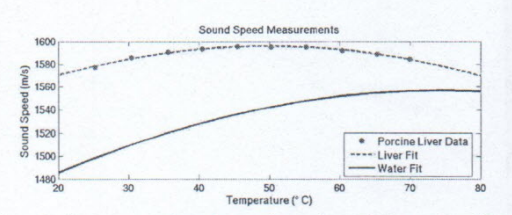 Sound Speed Measurements
1600
1580
1560
1540
1520
1500
1480
Sound Speed (m/s)
20 30 40 50 60 70 80
Temperature (° C)
Porcine Liver Data
Liver Fit
Water Fit